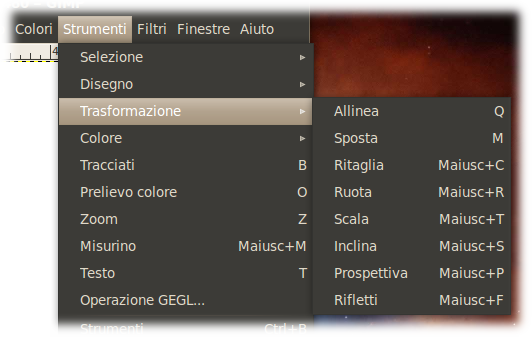 Colori Strumenti Filtri Finestre Aiuto
4
Selezione
Disegno
Trasformazione
Colore
Tracciati B
Prelievo colore O
Zoom Z
Misurino Maiusc+M
Testo T
Operazione GEGL...
Strumenti Ctrl+B
Allinea Q
Sposta M
Ritaglia Maiusc+C
Ruota Maiusc+R
Scala Maiusc+T
Inclina Maiusc+S
Prospettiva Maiusc+P
Rifletti Maiusc+F